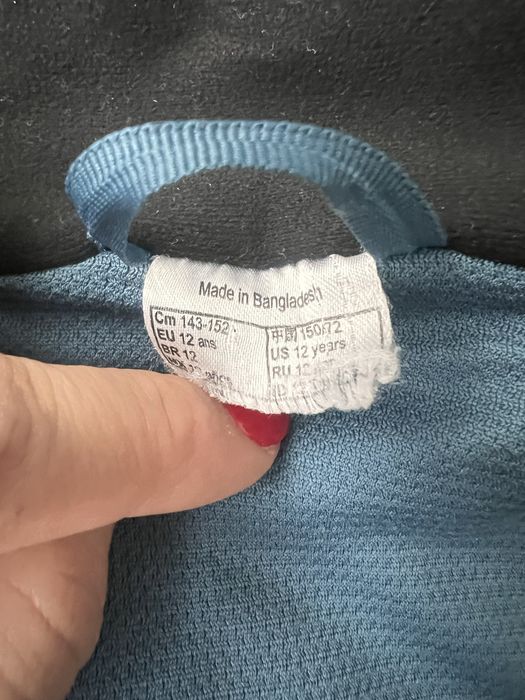 Made in Bangladesh
Cm 143-152
EU 12 ans
BR 12
中国 150/72
US 12 years
RU 12